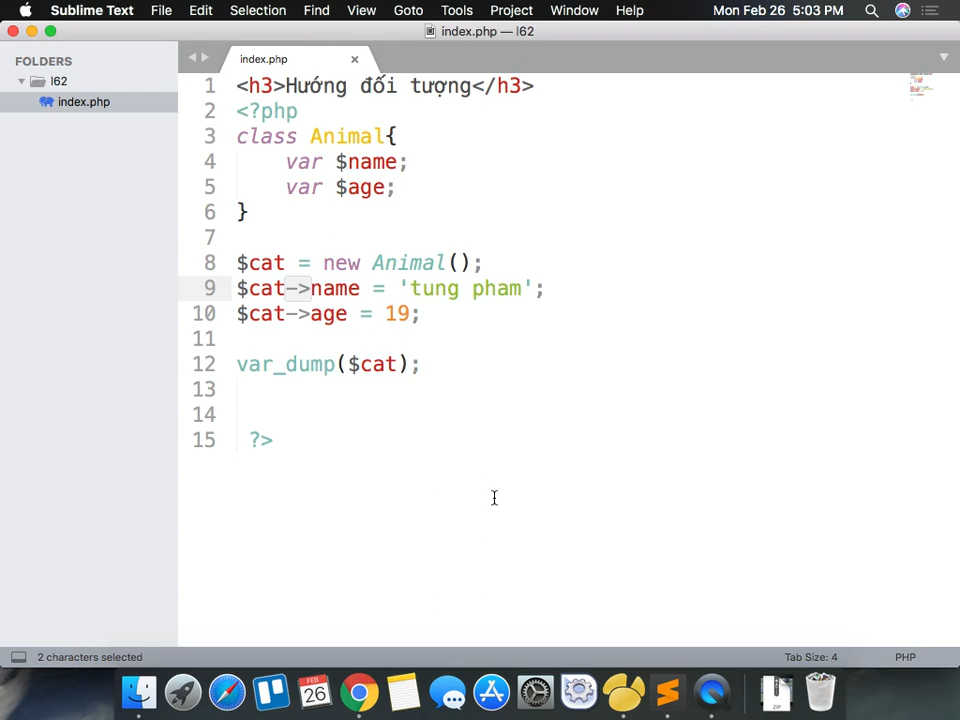 Sublime Text File Edit Selection Find View Goto Tools Project Window Help Mon Feb 26 5:03 PM
index.php — l62
FOLDERS
l62
index.php
index.php
1 <h3>Hướng đối tượng</h3>
2 <?php
3 class Animal{
4 var $name;
5 var $age;
6 }
7
8 $cat = new Animal();
9 $cat->name = 'tung pham';
10 $cat->age = 19;
11
12 var_dump($cat);
13
14
15 ?>
2 characters selected Tab Size: 4 PHP
FEB
26
ZIP